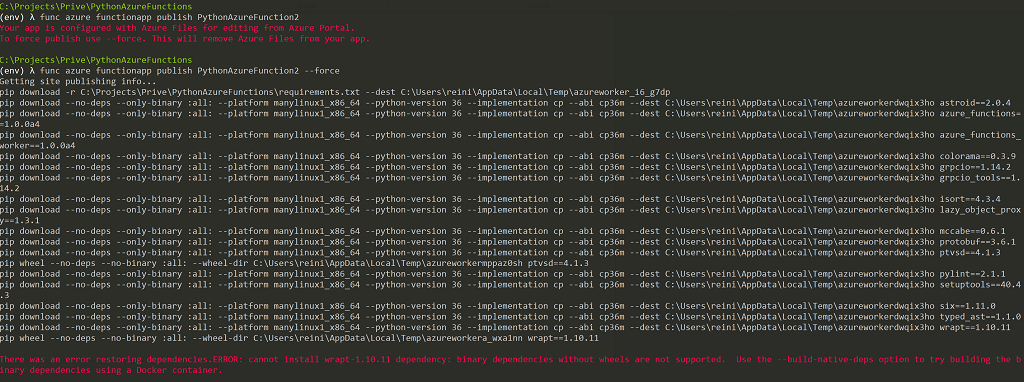 C:\Projects\Prive\PythonAzureFunctions
(env) λ func azure functionapp publish PythonAzureFunction2
Your app is configured with Azure Files for editing from Azure Portal.
To force publish use --force. This will remove Azure Files from your app.
C:\Projects\Prive\PythonAzureFunctions
(env) λ func azure functionapp publish PythonAzureFunction2 --force
Getting site publishing info...
pip download -r C:\Projects\Prive\PythonAzureFunctions\requirements.txt --dest C:\Users\reini\AppData\Local\Temp\azureworker_i6_g7dp
pip download --no-deps --only-binary :all: --platform manylinux1_x86_64 --python-version 36 --implementation cp --abi cp36m --dest C:\Users\reini\AppData\Local\Temp\azureworkerdwqix3ho astroid==2.0.4
pip download --no-deps --only-binary :all: --platform manylinux1_x86_64 --python-version 36 --implementation cp --abi cp36m --dest C:\Users\reini\AppData\Local\Temp\azureworkerdwqix3ho azure_functions=
=1.0.0a4
pip download --no-deps --only-binary :all: --platform manylinux1_x86_64 --python-version 36 --implementation cp --abi cp36m --dest C:\Users\reini\AppData\Local\Temp\azureworkerdwqix3ho azure_functions_
worker==1.0.0a4
pip download --no-deps --only-binary :all: --platform manylinux1_x86_64 --python-version 36 --implementation cp --abi cp36m --dest C:\Users\reini\AppData\Local\Temp\azureworkerdwqix3ho colorama==0.3.9
pip download --no-deps --only-binary :all: --platform manylinux1_x86_64 --python-version 36 --implementation cp --abi cp36m --dest C:\Users\reini\AppData\Local\Temp\azureworkerdwqix3ho grpcio==1.14.2
pip download --no-deps --only-binary :all: --platform manylinux1_x86_64 --python-version 36 --implementation cp --abi cp36m --dest C:\Users\reini\AppData\Local\Temp\azureworkerdwqix3ho grpcio_tools==1.
14.2
pip download --no-deps --only-binary :all: --platform manylinux1_x86_64 --python-version 36 --implementation cp --abi cp36m --dest C:\Users\reini\AppData\Local\Temp\azureworkerdwqix3ho isort==4.3.4
pip download --no-deps --only-binary :all: --platform manylinux1_x86_64 --python-version 36 --implementation cp --abi cp36m --dest C:\Users\reini\AppData\Local\Temp\azureworkerdwqix3ho lazy_object_prox
y==1.3.1
pip download --no-deps --only-binary :all: --platform manylinux1_x86_64 --python-version 36 --implementation cp --abi cp36m --dest C:\Users\reini\AppData\Local\Temp\azureworkerdwqix3ho mccabe==0.6.1
pip download --no-deps --only-binary :all: --platform manylinux1_x86_64 --python-version 36 --implementation cp --abi cp36m --dest C:\Users\reini\AppData\Local\Temp\azureworkerdwqix3ho protobuf==3.6.1
pip download --no-deps --only-binary :all: --platform manylinux1_x86_64 --python-version 36 --implementation cp --abi cp36m --dest C:\Users\reini\AppData\Local\Temp\azureworkerdwqix3ho ptvsd==4.1.3
pip wheel --no-deps --no-binary :all: --wheel-dir C:\Users\reini\AppData\Local\Temp\azureworkermppaz0sh ptvsd==4.1.3
pip download --no-deps --only-binary :all: --platform manylinux1_x86_64 --python-version 36 --implementation cp --abi cp36m --dest C:\Users\reini\AppData\Local\Temp\azureworkerdwqix3ho pylint==2.1.1
pip download --no-deps --only-binary :all: --platform manylinux1_x86_64 --python-version 36 --implementation cp --abi cp36m --dest C:\Users\reini\AppData\Local\Temp\azureworkerdwqix3ho setuptools==40.4
.3
pip download --no-deps --only-binary :all: --platform manylinux1_x86_64 --python-version 36 --implementation cp --abi cp36m --dest C:\Users\reini\AppData\Local\Temp\azureworkerdwqix3ho six==1.11.0
pip download --no-deps --only-binary :all: --platform manylinux1_x86_64 --python-version 36 --implementation cp --abi cp36m --dest C:\Users\reini\AppData\Local\Temp\azureworkerdwqix3ho typed_ast==1.1.0
pip download --no-deps --only-binary :all: --platform manylinux1_x86_64 --python-version 36 --implementation cp --abi cp36m --dest C:\Users\reini\AppData\Local\Temp\azureworkerdwqix3ho wrapt==1.10.11
pip wheel --no-deps --no-binary :all: --wheel-dir C:\Users\reini\AppData\Local\Temp\azureworkera_wxainn wrapt==1.10.11
There was an error restoring dependencies.ERROR: cannot install wrapt-1.10.11 dependency: binary dependencies without wheels are not supported.  Use the --build-native-deps option to try building the b
inary dependencies using a Docker container.